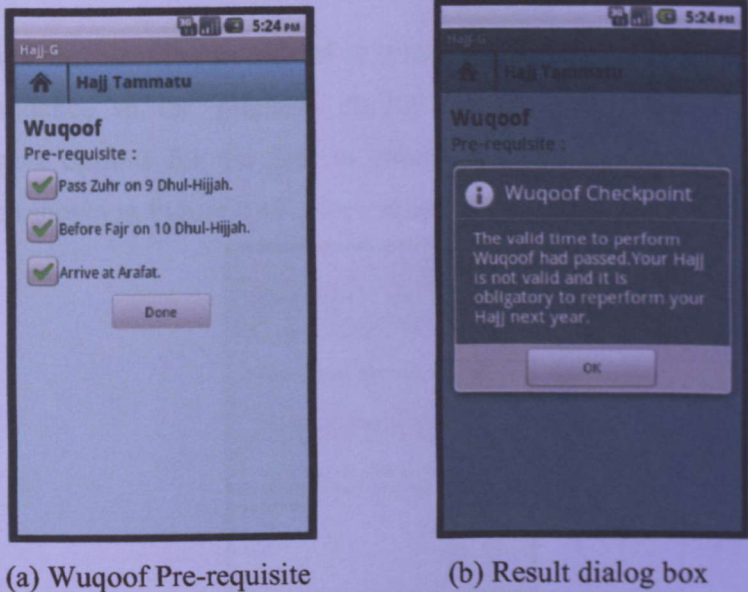 5:24 PM
Hajj-G
Hajj Tammatu
Wuqoof
Pre-requisite :
Pass Zuhr on 9 Dhul-Hijjah.
Before Fajr on 10 Dhul-Hijjah.
Arrive at Arafat.
Done
(a) Wuqoof Pre-requisite
5:24 PM
Hajj-G
Hajj Tammatu
Wuqoof
Pre-requisite :
Wuqoof Checkpoint
The valid time to perform
Wuqoof had passed.Your Hajj
is not valid and it is
obligatory to reperform your
Hajj next year.
OK
(b) Result dialog box